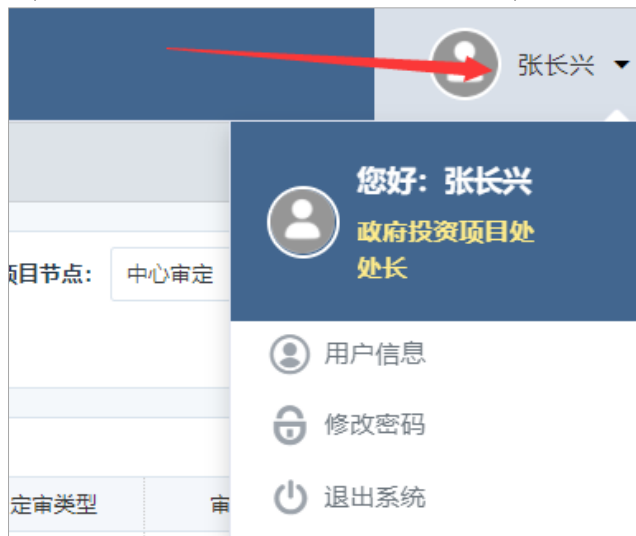 张长兴
您好：张长兴
政府投资项目处
处长
项目节点： 中心审定
用户信息
修改密码
退出系统
定审类型 审